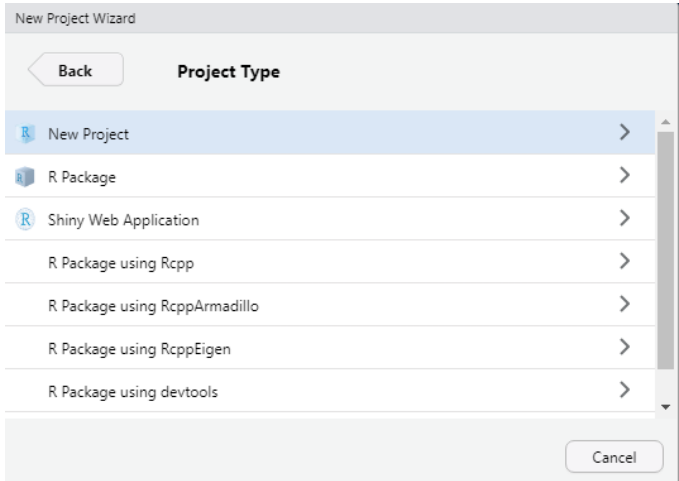 New Project Wizard
Back
Project Type
R New Project
R R Package
R Shiny Web Application
R Package using Rcpp
R Package using RcppArmadillo
R Package using RcppEigen
R Package using devtools
Cancel